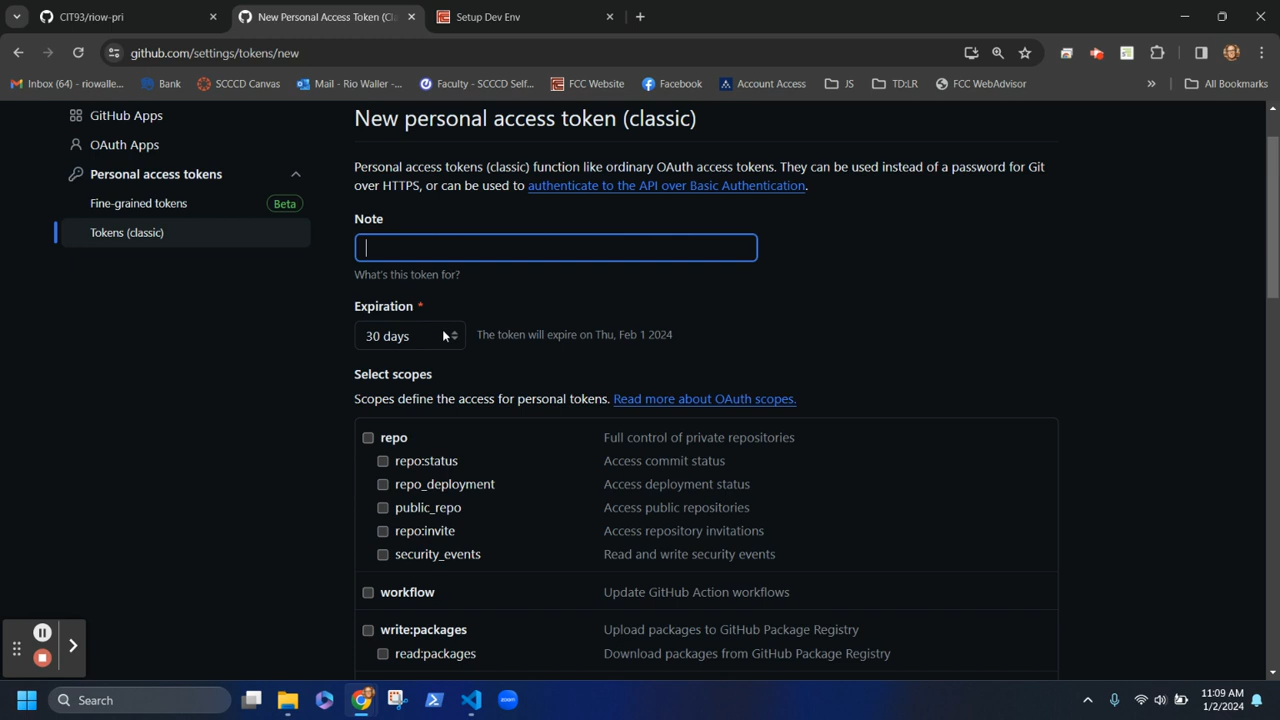 CIT93/riow-pri
New Personal Access Token (Cl
Setup Dev Env
github.com/settings/tokens/new
Inbox (64) - riowalle...
Bank
SCCCD Canvas
Mail - Rio Waller - ...
Faculty - SCCCD Self...
FCC Website
Facebook
Account Access
JS
TD:LR
FCC WebAdvisor
»
All Bookmarks
GitHub Apps
OAuth Apps
Personal access tokens
Fine-grained tokens Beta
Tokens (classic)
New personal access token (classic)
Personal access tokens (classic) function like ordinary OAuth access tokens. They can be used instead of a password for Git
over HTTPS, or can be used to authenticate to the API over Basic Authentication.
Note
What's this token for?
Expiration *
30 days The token will expire on Thu, Feb 1 2024
Select scopes
Scopes define the access for personal tokens. Read more about OAuth scopes.
repo Full control of private repositories
repo:status Access commit status
repo_deployment Access deployment status
public_repo Access public repositories
repo:invite Access repository invitations
security_events Read and write security events
workflow Update GitHub Action workflows
write:packages Upload packages to GitHub Package Registry
read:packages Download packages from GitHub Package Registry
Search
zoom
11:09 AM
1/2/2024